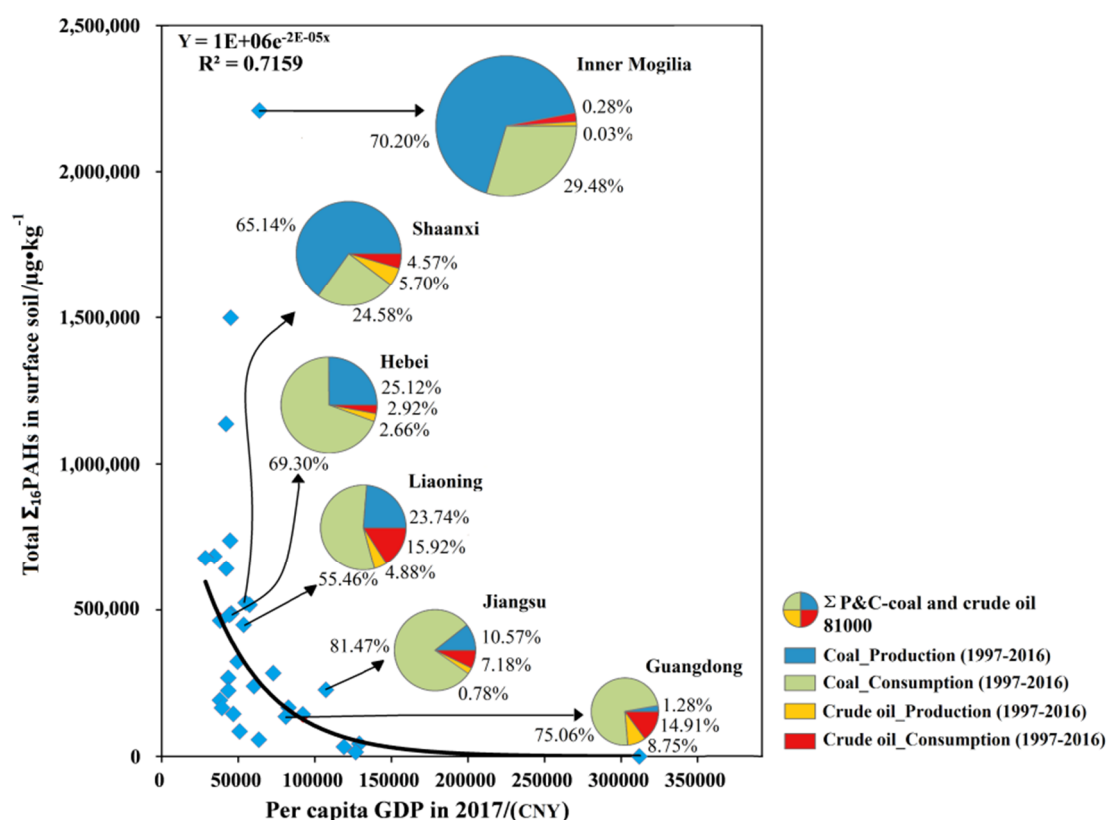 Y = 1E+06e-2E-05x
R² = 0.7159
2,500,000
2,000,000
1,500,000
1,000,000
500,000
0
Total Σ16PAHs in surface soil/μg•kg-1
Inner Mogilia
0.28%
0.03%
70.20%
29.48%
Shaanxi
65.14%
4.57%
5.70%
24.58%
Hebei
25.12%
2.92%
2.66%
69.30%
Liaoning
23.74%
15.92%
4.88%
55.46%
Jiangsu
81.47%
10.57%
7.18%
0.78%
Guangdong
1.28%
14.91%
8.75%
75.06%
0 50000 100000 150000 200000 250000 300000 350000
Per capita GDP in 2017/(CNY)
Σ P&C-coal and crude oil
81000
Coal_Production (1997-2016)
Coal_Consumption (1997-2016)
Crude oil_Production (1997-2016)
Crude oil_Consumption (1997-2016)